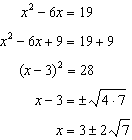 x² − 6x = 19
x² − 6x + 9 = 19 + 9
(x − 3)² = 28
x − 3 = ±√4 · 7
x = 3 ± 2√7